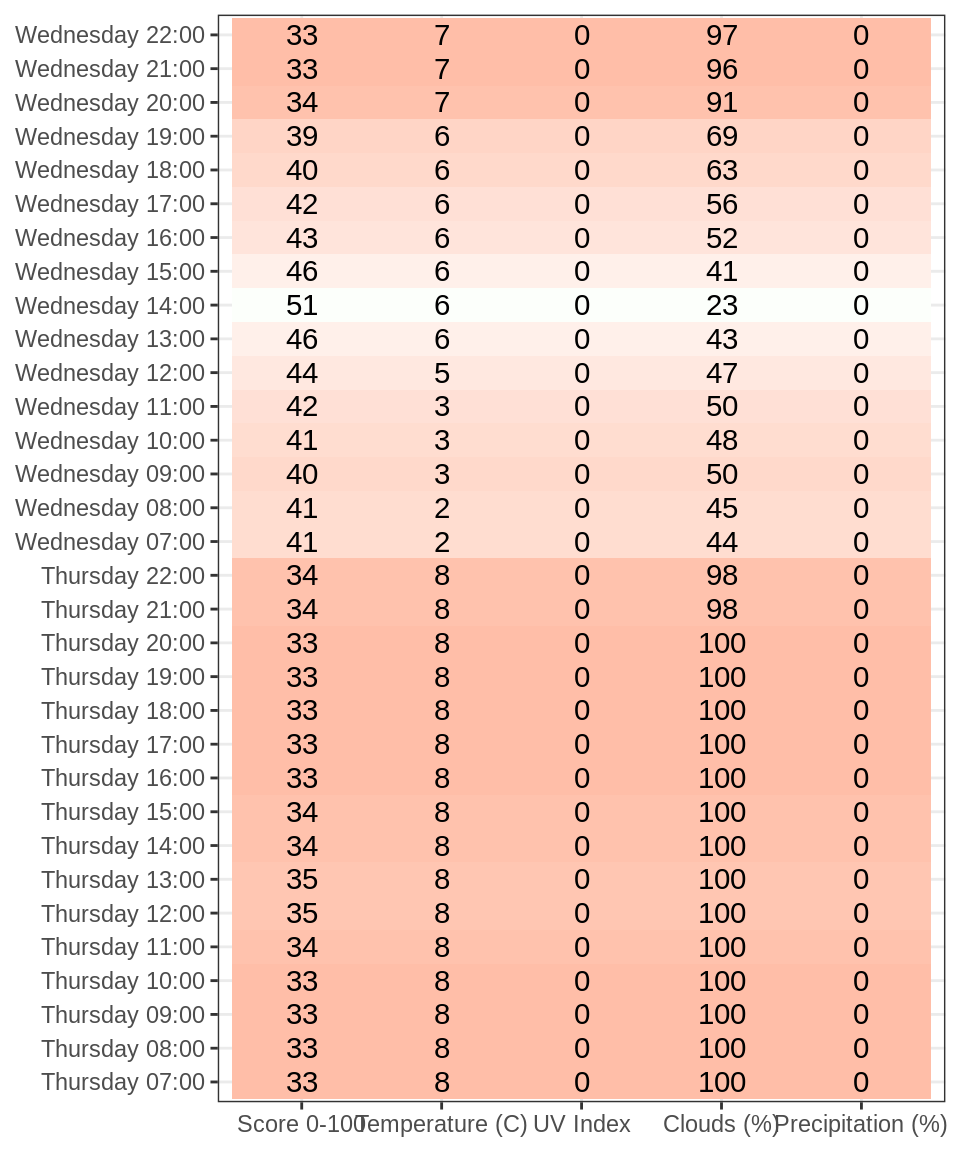 Wednesday 22:00 33 7 0 97 0
Wednesday 21:00 33 7 0 96 0
Wednesday 20:00 34 7 0 91 0
Wednesday 19:00 39 6 0 69 0
Wednesday 18:00 40 6 0 63 0
Wednesday 17:00 42 6 0 56 0
Wednesday 16:00 43 6 0 52 0
Wednesday 15:00 46 6 0 41 0
Wednesday 14:00 51 6 0 23 0
Wednesday 13:00 46 6 0 43 0
Wednesday 12:00 44 5 0 47 0
Wednesday 11:00 42 3 0 50 0
Wednesday 10:00 41 3 0 48 0
Wednesday 09:00 40 3 0 50 0
Wednesday 08:00 41 2 0 45 0
Wednesday 07:00 41 2 0 44 0
Thursday 22:00 34 8 0 98 0
Thursday 21:00 34 8 0 98 0
Thursday 20:00 33 8 0 100 0
Thursday 19:00 33 8 0 100 0
Thursday 18:00 33 8 0 100 0
Thursday 17:00 33 8 0 100 0
Thursday 16:00 33 8 0 100 0
Thursday 15:00 34 8 0 100 0
Thursday 14:00 34 8 0 100 0
Thursday 13:00 35 8 0 100 0
Thursday 12:00 35 8 0 100 0
Thursday 11:00 34 8 0 100 0
Thursday 10:00 33 8 0 100 0
Thursday 09:00 33 8 0 100 0
Thursday 08:00 33 8 0 100 0
Thursday 07:00 33 8 0 100 0
Score 0-100 Temperature (C) UV Index Clouds (%) Precipitation (%)